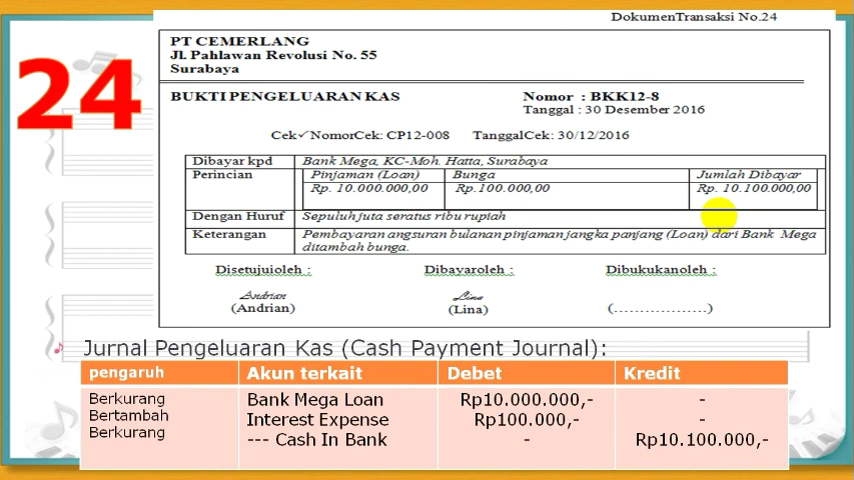 DokumenTransaksi No.24
24
PT CEMERLANG
Jl. Pahlawan Revolusi No. 55
Surabaya
BUKTI PENGELUARAN KAS Nomor : BKK12-8
Tanggal : 30 Desember 2016
Cek✓NomorCek: CP12-008 TanggalCek: 30/12/2016
Dibayar kpd Bank Mega, KC-Moh. Hatta, Surabaya
Perincian Pinjaman (Loan) Bunga Jumlah Dibayar
Rp. 10.000.000,00 Rp.100.000,00 Rp. 10.100.000,00
Dengan Huruf Sepuluh juta seratus ribu rupiah
Keterangan Pembayaran angsuran bulanan pinjaman jangka panjang (Loan) dari Bank Mega
ditambah bunga.
Disetujuioleh : Dibayaroleh : Dibukukanoleh :
Andrian Lina
(Andrian) (Lina) (..................)
Jurnal Pengeluaran Kas (Cash Payment Journal):
pengaruh Akun terkait Debet Kredit
Berkurang Bank Mega Loan Rp10.000.000,- -
Bertambah Interest Expense Rp100.000,- -
Berkurang --- Cash In Bank - Rp10.100.000,-